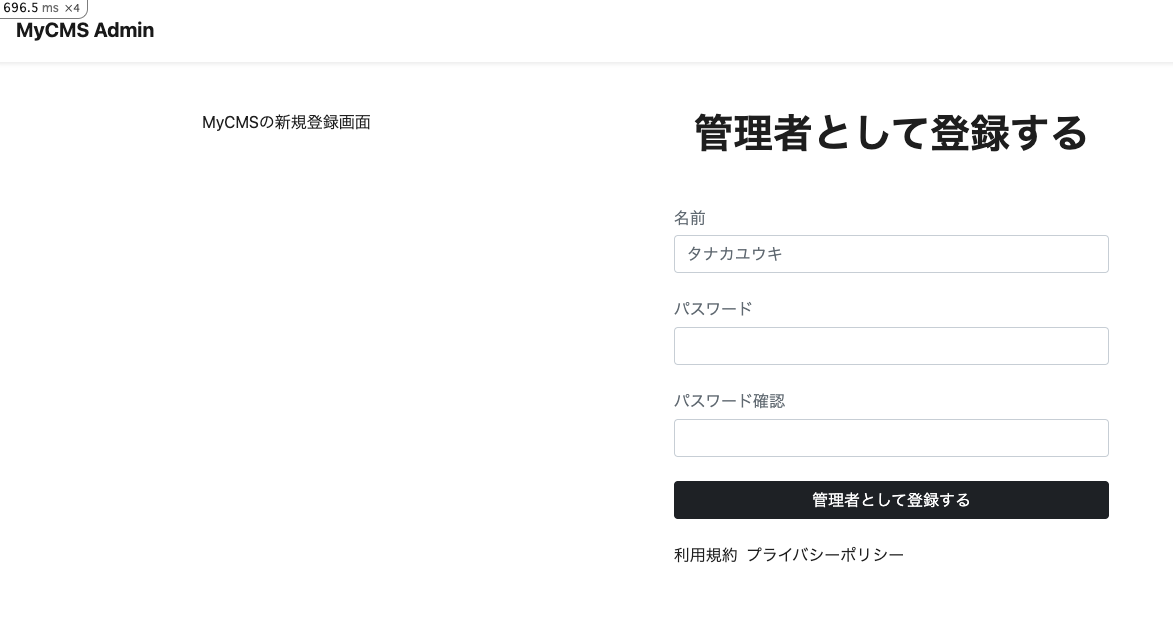 696.5 ms ×4
MyCMS Admin
MyCMSの新規登録画面
管理者として登録する
名前
タナカユウキ
パスワード
パスワード確認
管理者として登録する
利用規約 プライバシーポリシー